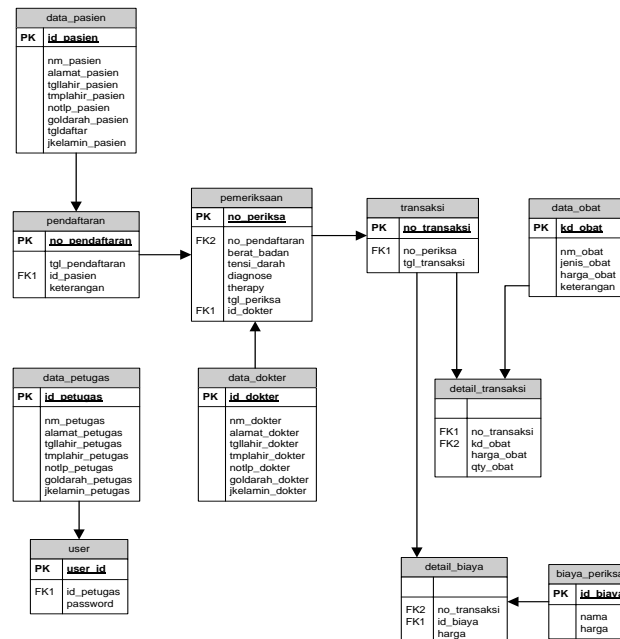 data_pasien
PK id_pasien
nm_pasien
alamat_pasien
tgllahir_pasien
tmplahir_pasien
notlp_pasien
goldarah_pasien
tgldaftar
jkelamin_pasien
pendaftaran
PK no_pendaftaran
tgl_pendaftaran
FK1 id_pasien
keterangan
pemeriksaan
PK no_periksa
FK2 no_pendaftaran
berat_badan
tensi_darah
diagnose
therapy
tgl_periksa
FK1 id_dokter
transaksi
PK no_transaksi
FK1 no_periksa
tgl_transaksi
data_obat
PK kd_obat
nm_obat
jenis_obat
harga_obat
keterangan
data_petugas
PK id_petugas
nm_petugas
alamat_petugas
tgllahir_petugas
tmplahir_petugas
notlp_petugas
goldarah_petugas
jkelamin_petugas
data_dokter
PK id_dokter
nm_dokter
alamat_dokter
tgllahir_dokter
tmplahir_dokter
notlp_dokter
goldarah_dokter
jkelamin_dokter
detail_transaksi
FK1 no_transaksi
FK2 kd_obat
harga_obat
qty_obat
user
PK user_id
FK1 id_petugas
password
detail_biaya
FK2 no_transaksi
FK1 id_biaya
harga
biaya_periksa
PK id_biaya
nama
harga